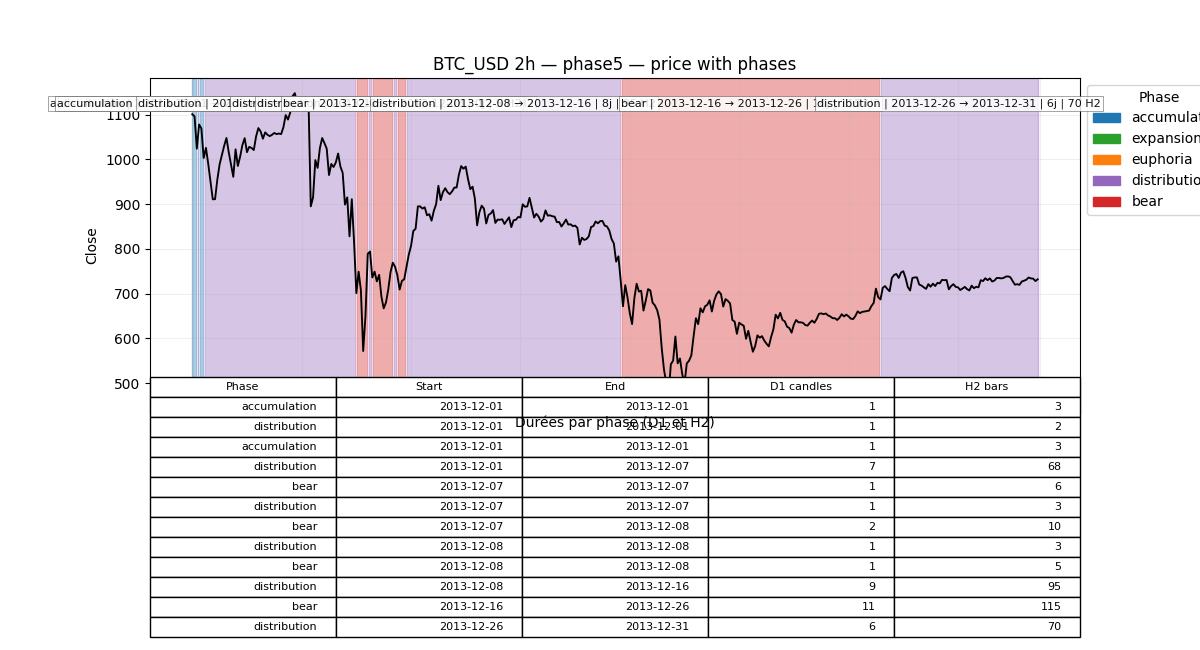 BTC_USD 2h — phase5 — price with phases
accumulation
distribution | 201
bear | 2013-12-
distribution | 2013-12-08 → 2013-12-16 | 8j |
bear | 2013-12-16 → 2013-12-26 |
distribution | 2013-12-26 → 2013-12-31 | 6j | 70 H2
Phase
accumulat
expansion
euphoria
distributio
bear
Close
1100
1000
900
800
700
600
500
Phase Start End D1 candles H2 bars
accumulation 2013-12-01 2013-12-01 1 3
Durées par phase (D1 et H2)
distribution 2013-12-01 2013-12-01 1 2
accumulation 2013-12-01 2013-12-01 1 3
distribution 2013-12-01 2013-12-07 7 68
bear 2013-12-07 2013-12-07 1 6
distribution 2013-12-07 2013-12-07 1 3
bear 2013-12-07 2013-12-08 2 10
distribution 2013-12-08 2013-12-08 1 3
bear 2013-12-08 2013-12-08 1 5
distribution 2013-12-08 2013-12-16 9 95
bear 2013-12-16 2013-12-26 11 115
distribution 2013-12-26 2013-12-31 6 70